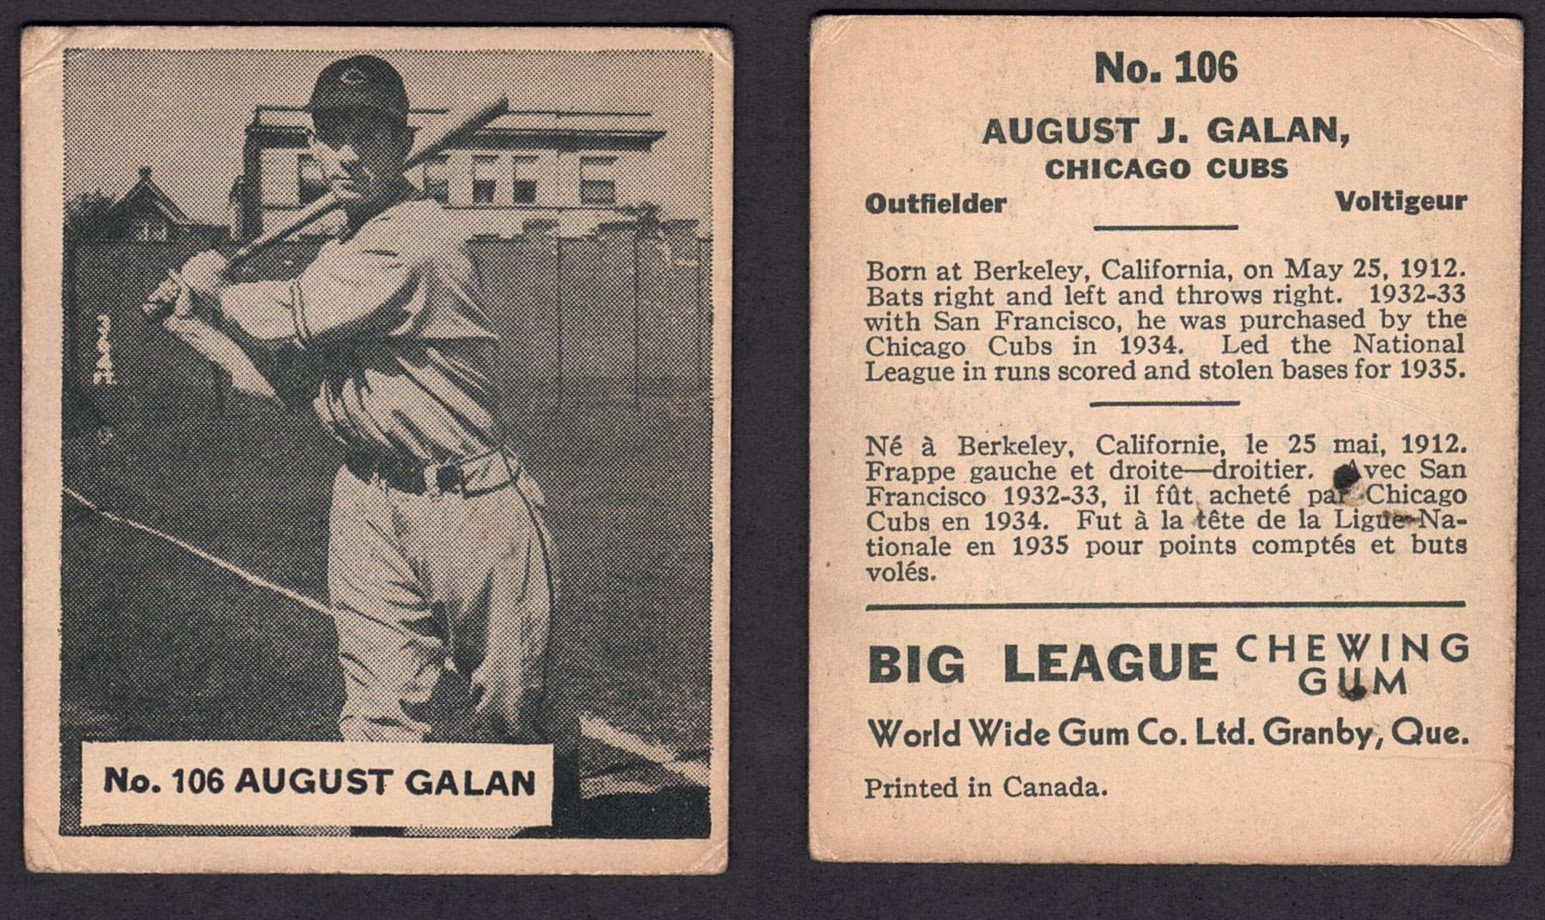 No. 106 AUGUST GALAN
No. 106
AUGUST J. GALAN,
CHICAGO CUBS
Outfielder Voltigeur
Born at Berkeley, California, on May 25, 1912.
Bats right and left and throws right. 1932-33
with San Francisco, he was purchased by the
Chicago Cubs in 1934. Led the National
League in runs scored and stolen bases for 1935.
Né à Berkeley, Californie, le 25 mai, 1912.
Frappe gauche et droite—droitier. Avec San
Francisco 1932-33, il fût acheté par Chicago
Cubs en 1934. Fut à la tête de la Ligue Na-
tionale en 1935 pour points comptés et buts
volés.
BIG LEAGUE CHEWING
GUM
World Wide Gum Co. Ltd. Granby, Que.
Printed in Canada.